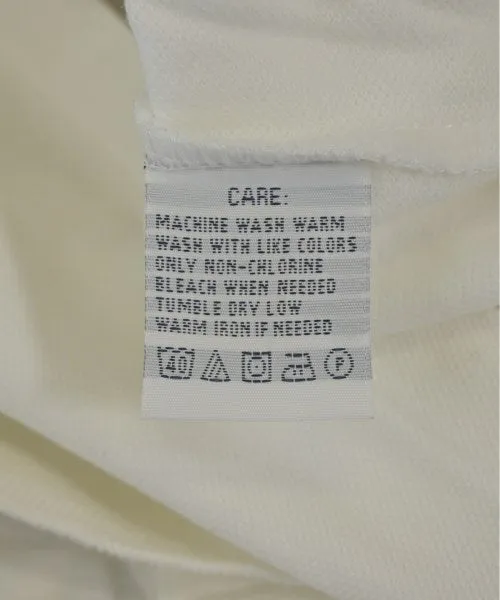 CARE:
MACHINE WASH WARM
WASH WITH LIKE COLORS
ONLY NON-CHLORINE
BLEACH WHEN NEEDED
TUMBLE DRY LOW
WARM IRON IF NEEDED
40 P